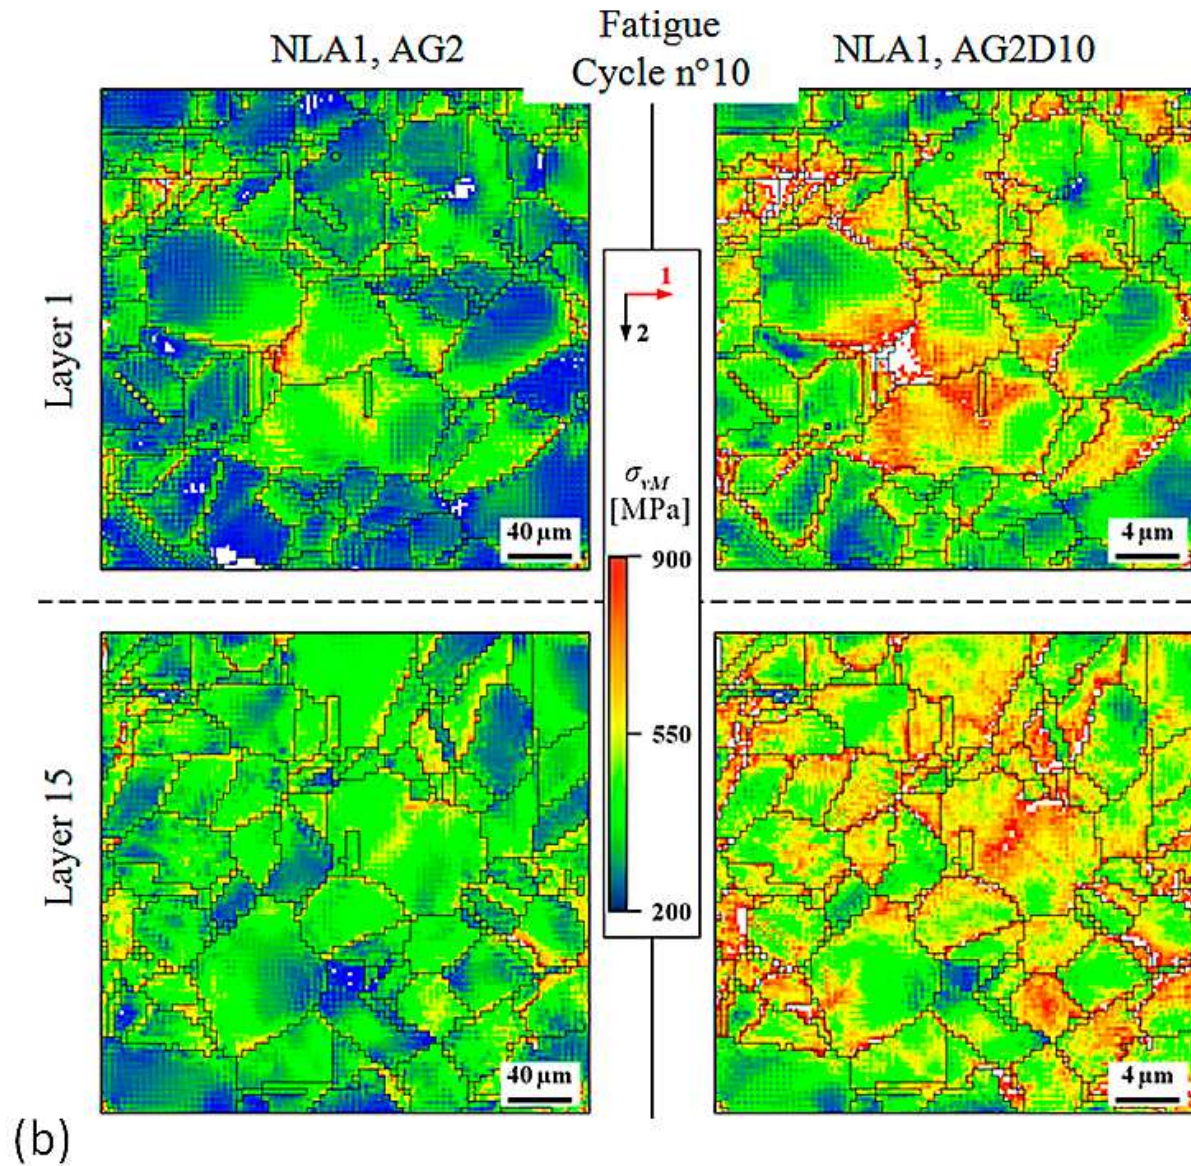 NLA1, AG2
Fatigue
Cycle n°10
NLA1, AG2D10
Layer 1
1
2
40 µm
4 µm
σvM
[MPa]
900
550
200
Layer 15
40 µm
4 µm
(b)